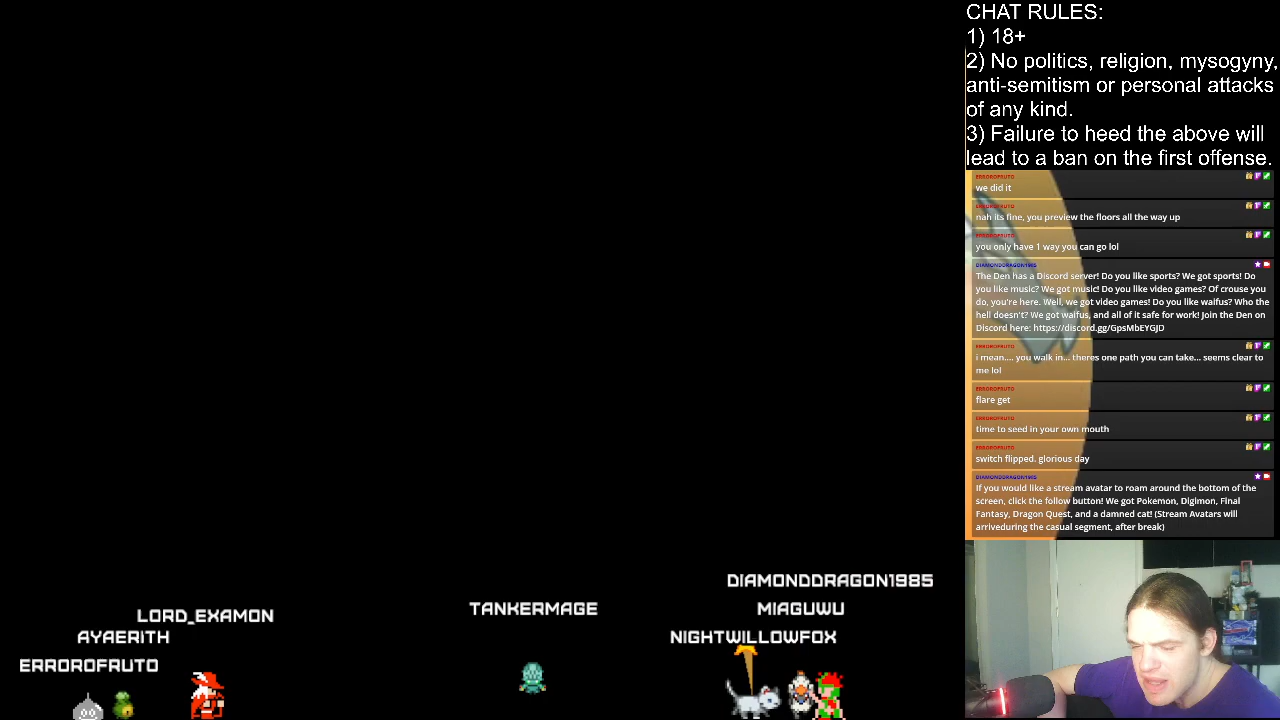 CHAT RULES:
1) 18+
2) No politics, religion, mysogyny,
anti-semitism or personal attacks
of any kind.
3) Failure to heed the above will
lead to a ban on the first offense.
ERROROFRUTO
we did it
ERROROFRUTO
nah its fine, you preview the floors all the way up
ERROROFRUTO
you only have 1 way you can go lol
DIAMONDDRAGON1985
The Den has a Discord server! Do you like sports? We got sports! Do
you like music? We got music! Do you like video games? Of crouse you
do, you're here. Well, we got video games! Do you like waifus? Who the
hell doesn't? We got waifus, and all of it safe for work! Join the Den on
Discord here: https://discord.gg/GpsMbEYGJD
ERROROFRUTO
i mean.... you walk in... theres one path you can take... seems clear to
me lol
ERROROFRUTO
flare get
ERROROFRUTO
time to seed in your own mouth
ERROROFRUTO
switch flipped. glorious day
DIAMONDDRAGON1985
If you would like a stream avatar to roam around the bottom of the
screen, click the follow button! We got Pokemon, Digimon, Final
Fantasy, Dragon Quest, and a damned cat! (Stream Avatars will
arriveduring the casual segment, after break)
DIAMONDDRAGON1985
LORD_EXAMON
TANKERMAGE
MIAGUWU
AYAERITH
NIGHTWILLOWFOX
ERROROFRUTO